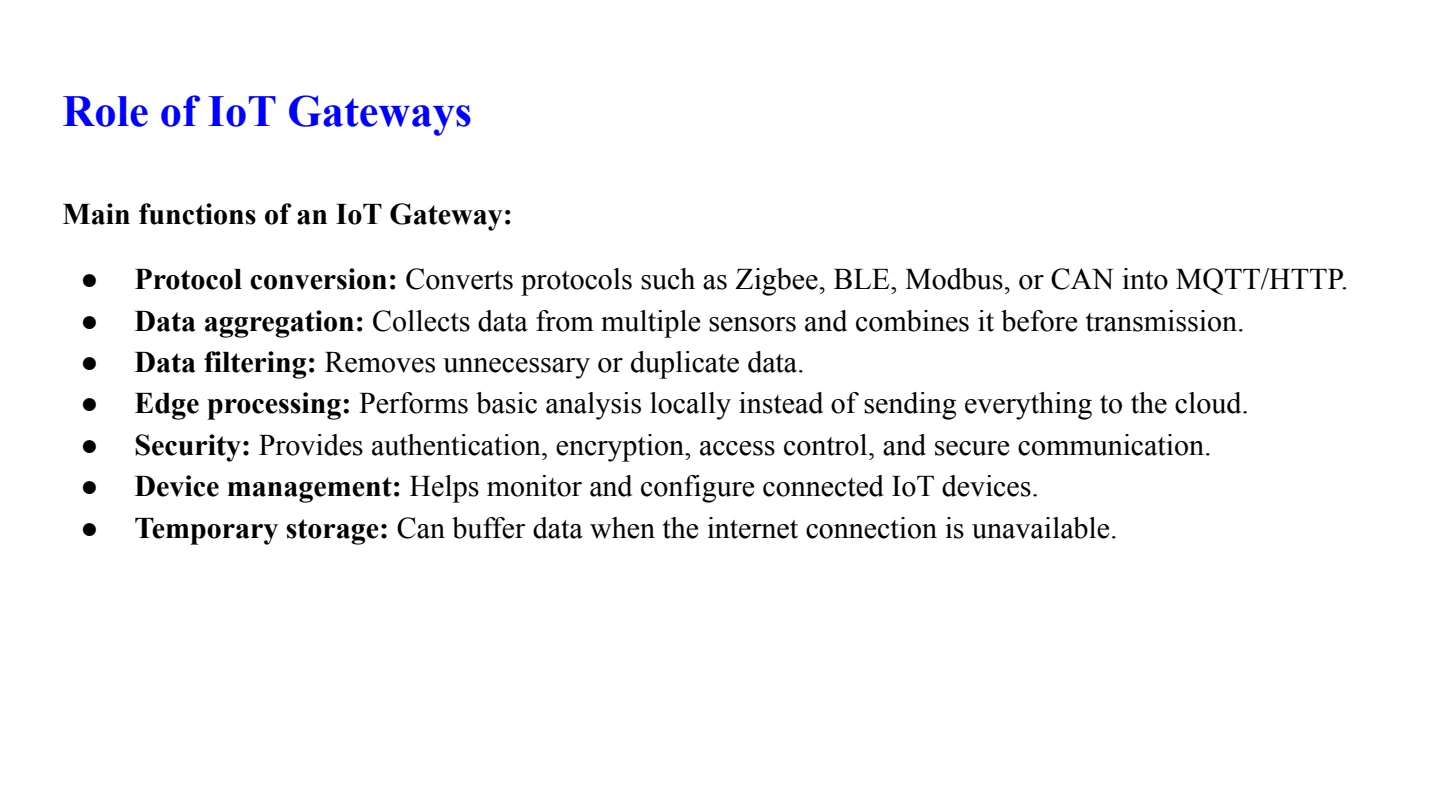 Role of IoT Gateways
Main functions of an IoT Gateway:
● Protocol conversion: Converts protocols such as Zigbee, BLE, Modbus, or CAN into MQTT/HTTP.
● Data aggregation: Collects data from multiple sensors and combines it before transmission.
● Data filtering: Removes unnecessary or duplicate data.
● Edge processing: Performs basic analysis locally instead of sending everything to the cloud.
● Security: Provides authentication, encryption, access control, and secure communication.
● Device management: Helps monitor and configure connected IoT devices.
● Temporary storage: Can buffer data when the internet connection is unavailable.